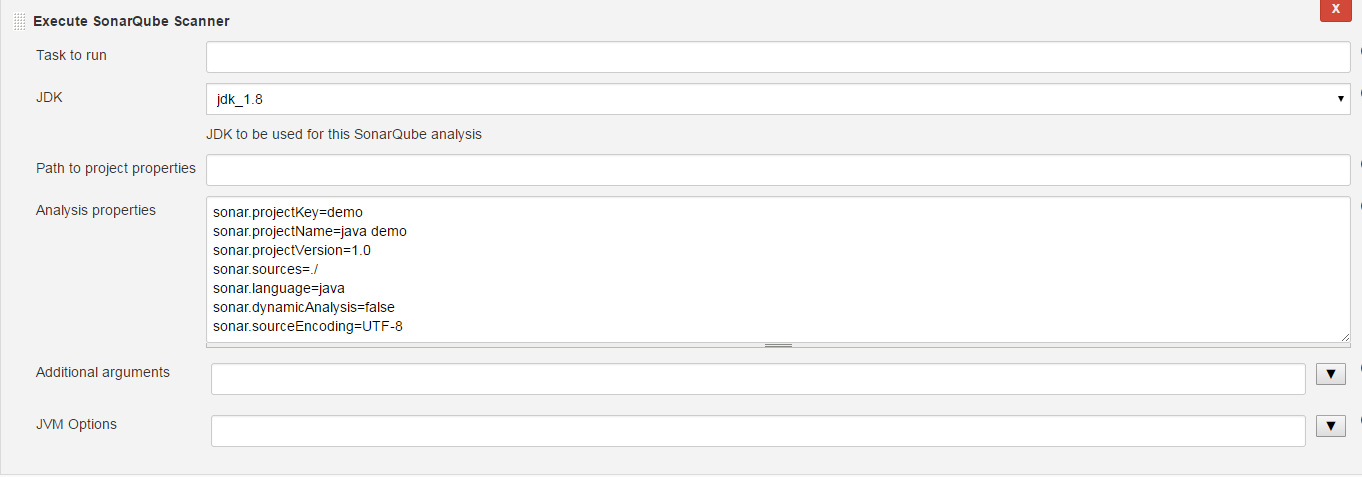 Execute SonarQube Scanner
X
Task to run
JDK
jdk_1.8
JDK to be used for this SonarQube analysis
Path to project properties
Analysis properties
sonar.projectKey=demo
sonar.projectName=java demo
sonar.projectVersion=1.0
sonar.sources=./
sonar.language=java
sonar.dynamicAnalysis=false
sonar.sourceEncoding=UTF-8
Additional arguments
JVM Options